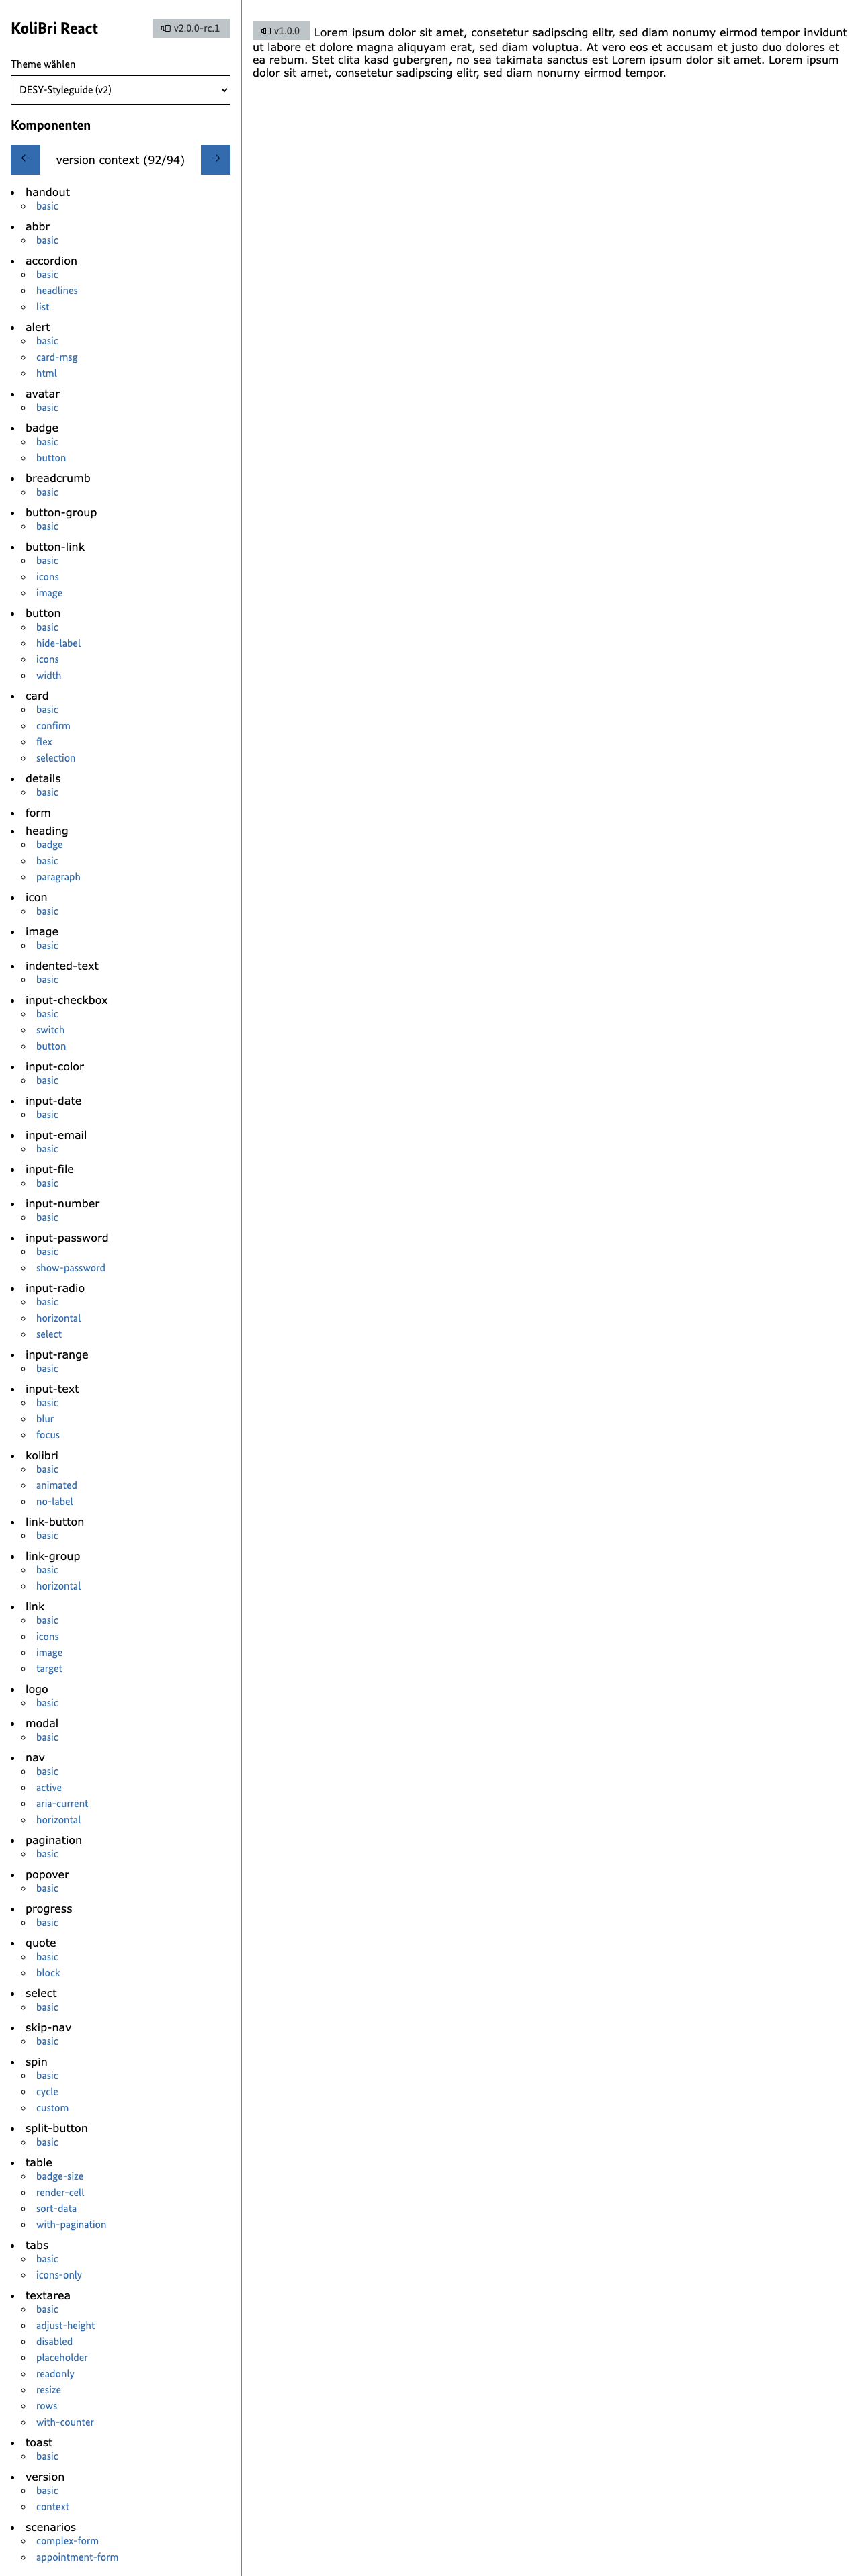 KoliBri React
v2.0.0-rc.1
Theme wählen
DESY-Styleguide (v2)
Komponenten
← version context (92/94) →
handout
basic
abbr
basic
accordion
basic
headlines
list
alert
basic
card-msg
html
avatar
basic
badge
basic
button
breadcrumb
basic
button-group
basic
button-link
basic
icons
image
button
basic
hide-label
icons
width
card
basic
confirm
flex
selection
details
basic
form
heading
badge
basic
paragraph
icon
basic
image
basic
indented-text
basic
input-checkbox
basic
switch
button
input-color
basic
input-date
basic
input-email
basic
input-file
basic
input-number
basic
input-password
basic
show-password
input-radio
basic
horizontal
select
input-range
basic
input-text
basic
blur
focus
kolibri
basic
animated
no-label
link-button
basic
link-group
basic
horizontal
link
basic
icons
image
target
logo
basic
modal
basic
nav
basic
active
aria-current
horizontal
pagination
basic
popover
basic
progress
basic
quote
basic
block
select
basic
skip-nav
basic
spin
basic
cycle
custom
split-button
basic
table
badge-size
render-cell
sort-data
with-pagination
tabs
basic
icons-only
textarea
basic
adjust-height
disabled
placeholder
readonly
resize
rows
with-counter
toast
basic
version
basic
context
scenarios
complex-form
appointment-form
v1.0.0 Lorem ipsum dolor sit amet, consetetur sadipscing elitr, sed diam nonumy eirmod tempor invidunt
ut labore et dolore magna aliquyam erat, sed diam voluptua. At vero eos et accusam et justo duo dolores et
ea rebum. Stet clita kasd gubergren, no sea takimata sanctus est Lorem ipsum dolor sit amet. Lorem ipsum
dolor sit amet, consetetur sadipscing elitr, sed diam nonumy eirmod tempor.